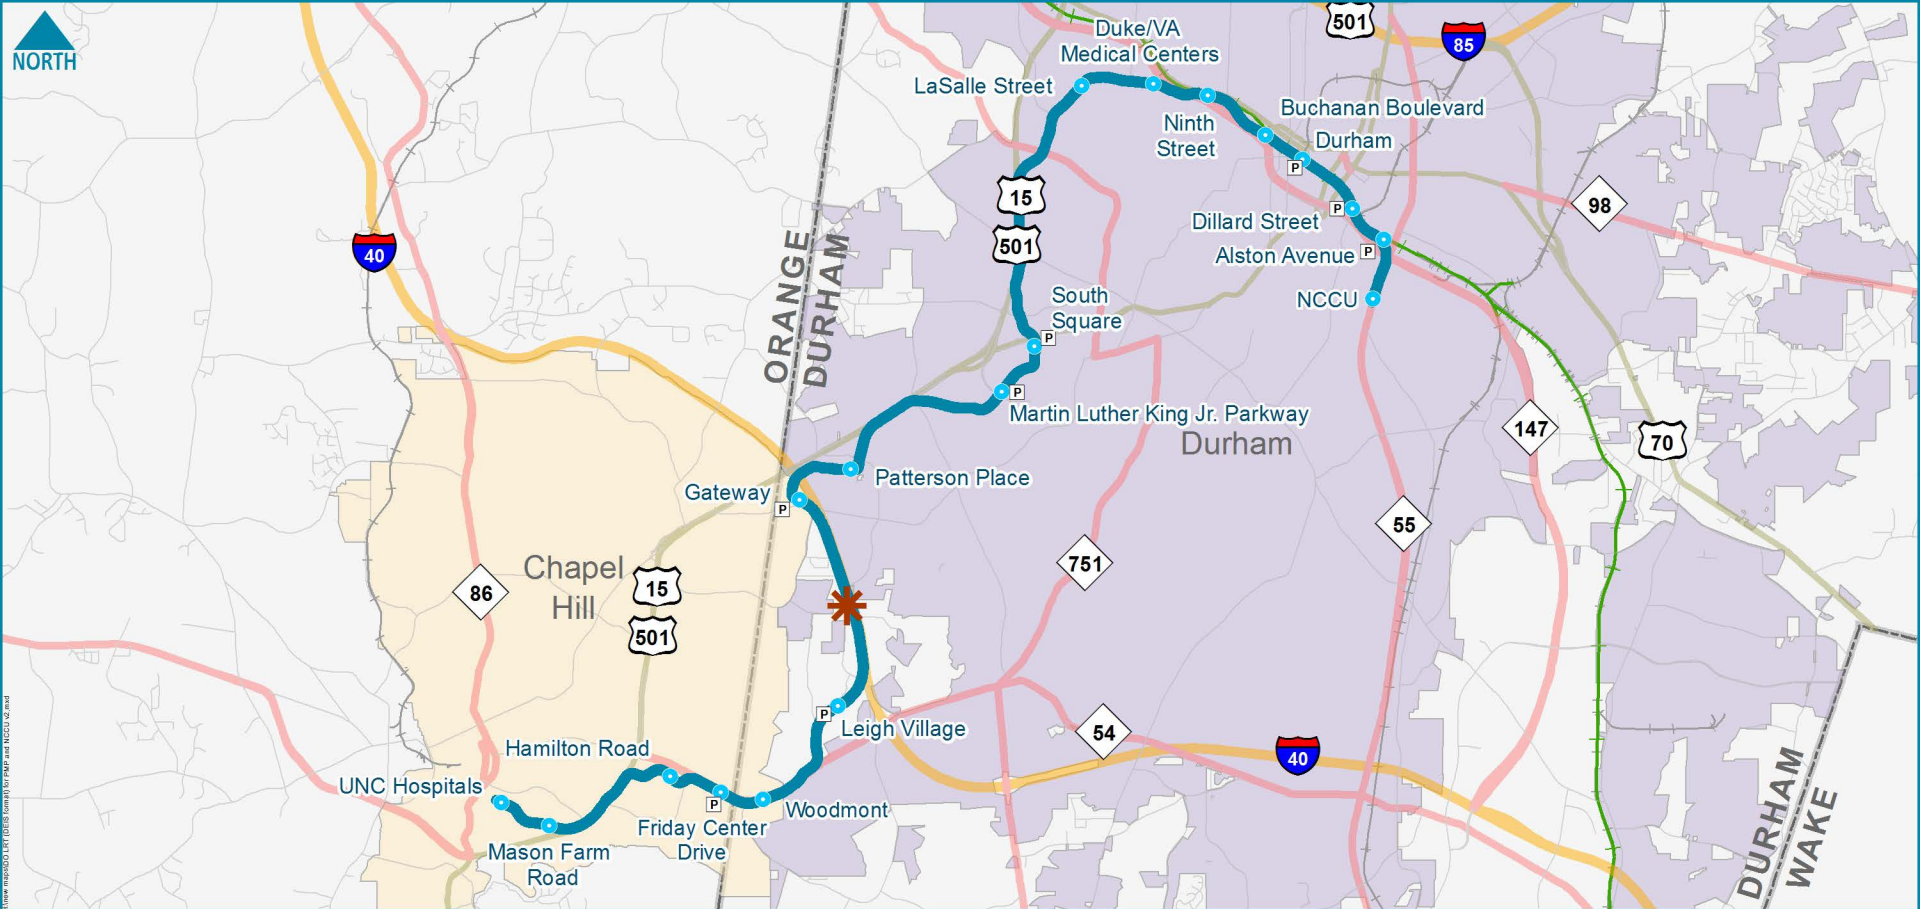 NORTH
501
85
Duke/VA
Medical Centers
LaSalle Street
Buchanan Boulevard
Ninth
Street
Durham
P
15
98
P
Dillard Street
501
40
ORANGE
DURHAM
Alston Avenue
P
South
Square
NCCU
P
P
Martin Luther King Jr. Parkway
Durham
147
70
Patterson Place
Gateway
P
55
Chapel
Hill
751
86
15
501
P
Leigh Village
54
40
Hamilton Road
UNC Hospitals
P
Woodmont
Friday Center
Drive
Mason Farm
Road
DURHAM
WAKE